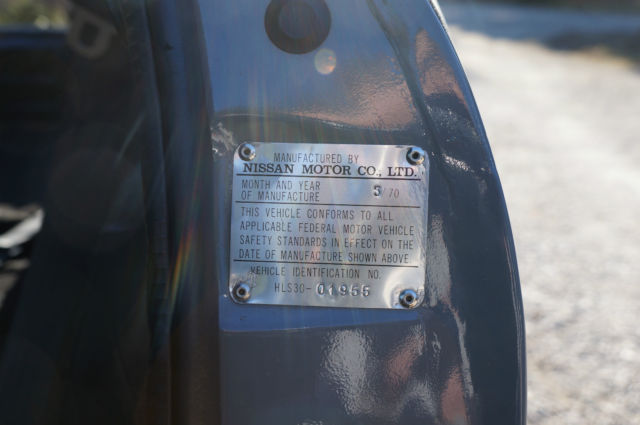 MANUFACTURED BY
NISSAN MOTOR CO., LTD.
MONTH AND YEAR
OF MANUFACTURE 3/70
THIS VEHICLE CONFORMS TO ALL
APPLICABLE FEDERAL MOTOR VEHICLE
SAFETY STANDARDS IN EFFECT ON THE
DATE OF MANUFACTURE SHOWN ABOVE.
VEHICLE IDENTIFICATION NO.
HLS30-01955